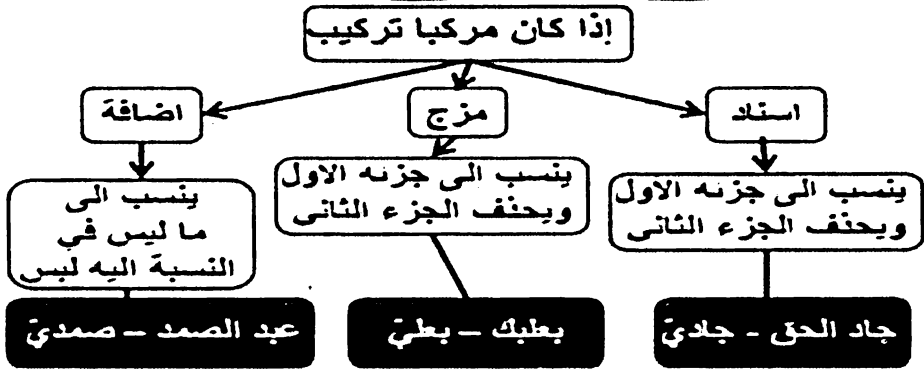 إذا كان مركبا تركيب
اسناد
مزج
اضافة
ينسب الى جزئه الاول
ويحذف الجزء الثانى
ينسب الى جزئه الاول
ويحذف الجزء الثانى
ينسب الى
ما ليس في
النسبة اليه لبس
جاد الحق - جاديّ
بعلبك – بعليّ
عبد الصمد – صمديّ